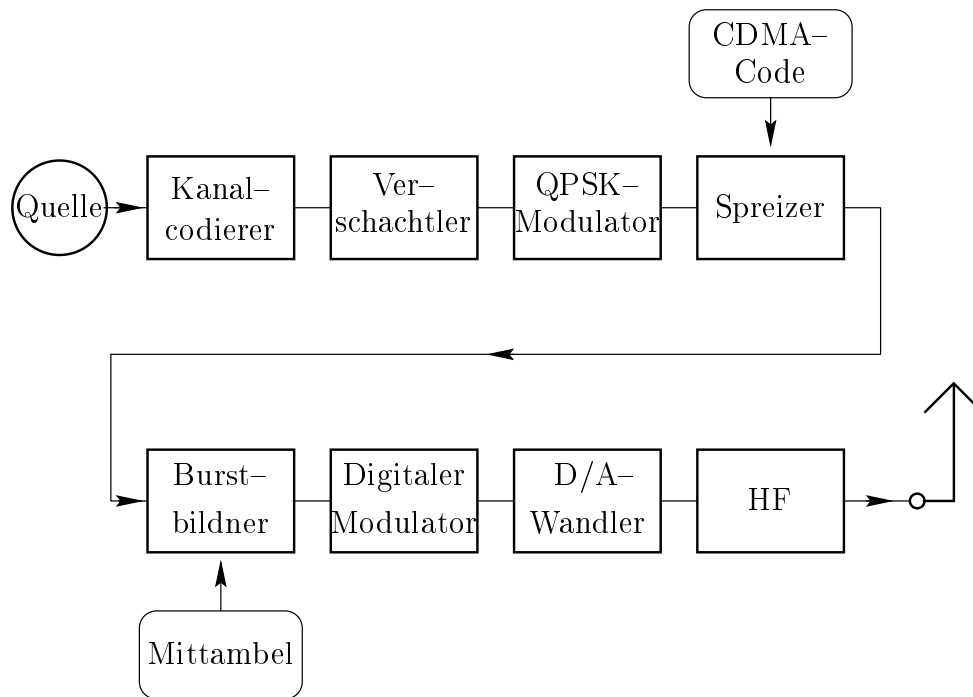 CDMA–
Code
Quelle
Kanal–
codierer
Ver–
schachtler
QPSK–
Modulator
Spreizer
Burst–
bildner
Digitaler
Modulator
D/A–
Wandler
HF
Mittambel